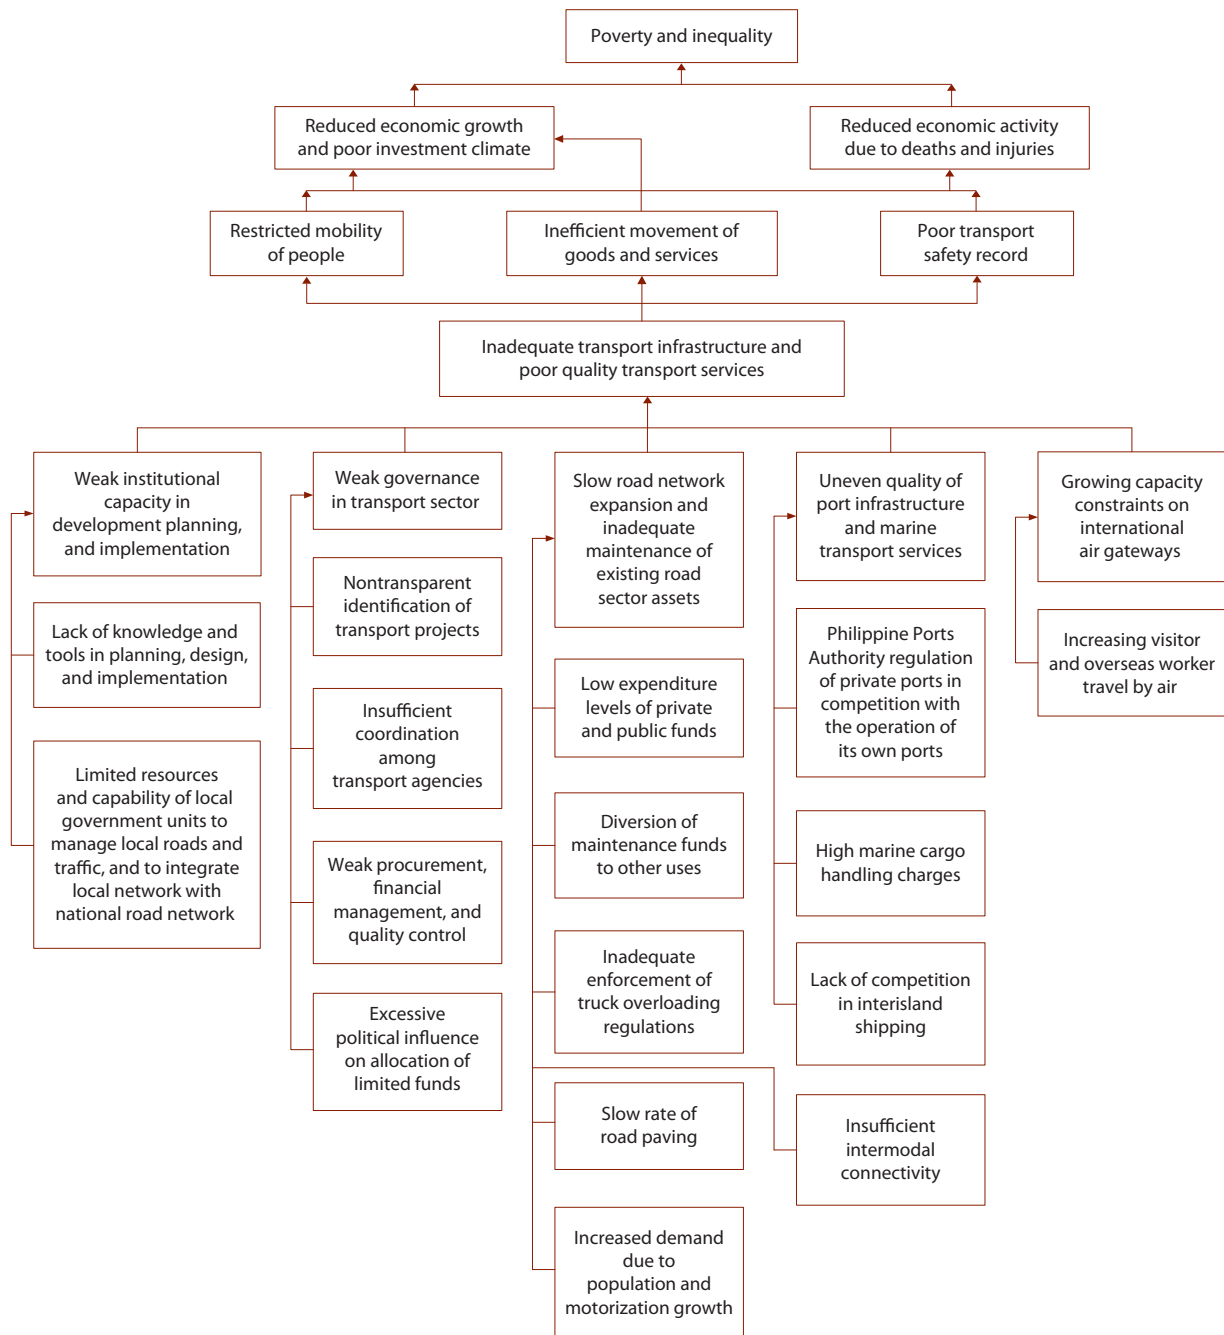 Poverty and inequality
Reduced economic growth
and poor investment climate
Reduced economic activity
due to deaths and injuries
Restricted mobility
of people
Inefficient movement of
goods and services
Poor transport
safety record
Inadequate transport infrastructure and
poor quality transport services
Weak institutional
capacity in
development planning,
and implementation
Lack of knowledge and
tools in planning, design,
and implementation
Limited resources
and capability of local
government units to
manage local roads and
traffic, and to integrate
local network with
national road network
Weak governance
in transport sector
Nontransparent
identification of
transport projects
Insufficient
coordination
among
transport agencies
Weak procurement,
financial
management, and
quality control
Excessive
political influence
on allocation of
limited funds
Slow road network
expansion and
inadequate
maintenance of
existing road
sector assets
Low expenditure
levels of private
and public funds
Diversion of
maintenance funds
to other uses
Inadequate
enforcement of
truck overloading
regulations
Slow rate of
road paving
Increased demand
due to
population and
motorization growth
Uneven quality of
port infrastructure
and marine
transport services
Philippine Ports
Authority regulation
of private ports in
competition with
the operation of
its own ports
High marine cargo
handling charges
Lack of competition
in interisland
shipping
Insufficient
intermodal
connectivity
Growing capacity
constraints on
international
air gateways
Increasing visitor
and overseas worker
travel by air